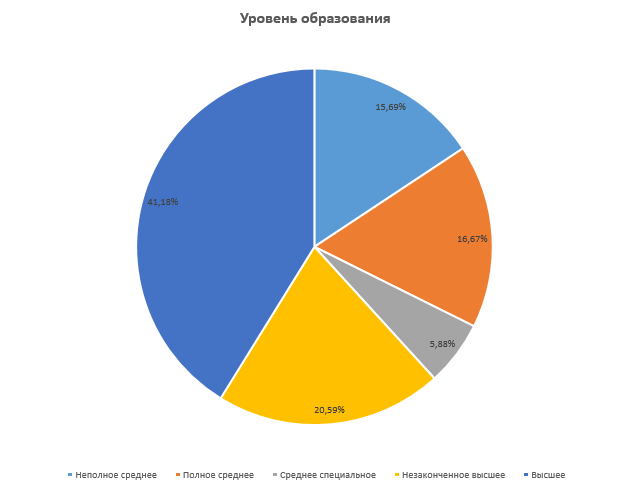 Уровень образования
15,69%
41,18%
16,67%
5,88%
20,59%
Неполное среднее Полное среднее Среднее специальное Незаконченное высшее Высшее